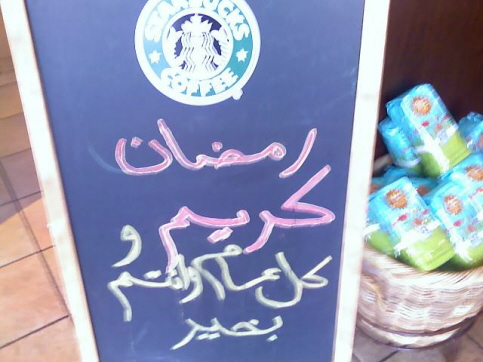 STARBUCKS
COFFEE
رمضان
كريم
و
كل عام وانتم
بخير